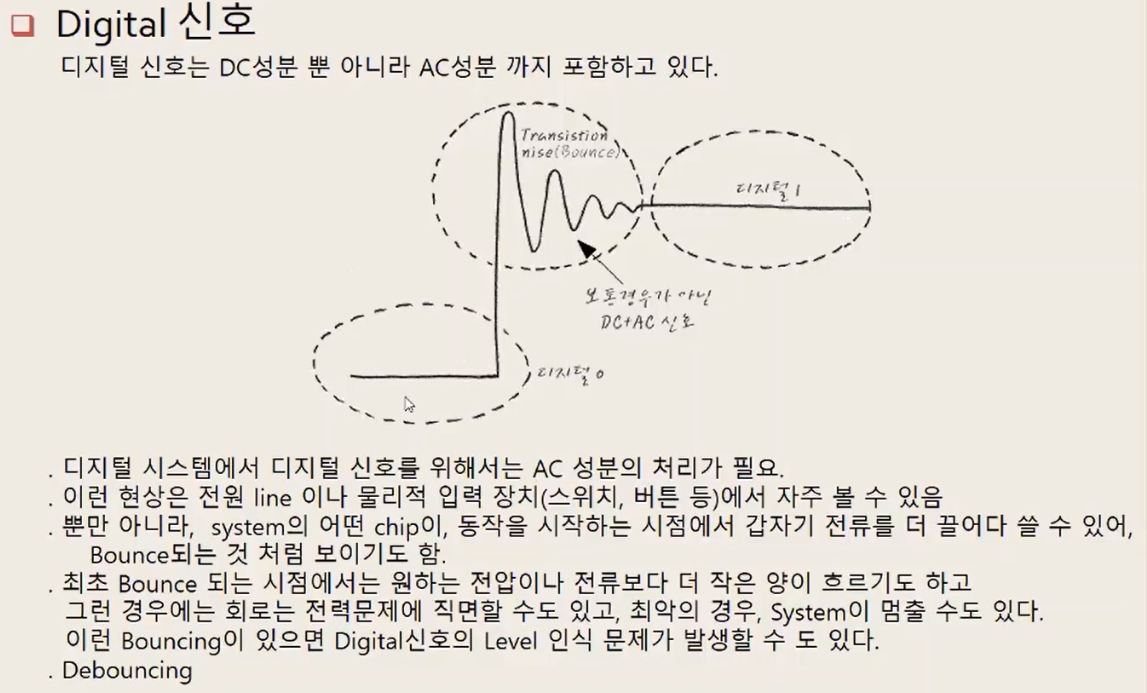 Digital 신호
디지털 신호는 DC성분 뿐 아니라 AC성분 까지 포함하고 있다.
Transistion
nise(Bounce)
디지털 1
보통경우가 아닌
DC+AC 신호
디지털 0
. 디지털 시스템에서 디지털 신호를 위해서는 AC 성분의 처리가 필요.
. 이런 현상은 전원 line 이나 물리적 입력 장치(스위치, 버튼 등)에서 자주 볼 수 있음
. 뿐만 아니라, system의 어떤 chip이, 동작을 시작하는 시점에서 갑자기 전류를 더 끌어다 쓸 수 있어,
Bounce되는 것 처럼 보이기도 함.
. 최초 Bounce 되는 시점에서는 원하는 전압이나 전류보다 더 작은 양이 흐르기도 하고
그런 경우에는 회로는 전력문제에 직면할 수도 있고, 최악의 경우, System이 멈출 수도 있다.
이런 Bouncing이 있으면 Digital신호의 Level 인식 문제가 발생할 수 도 있다.
. Debouncing